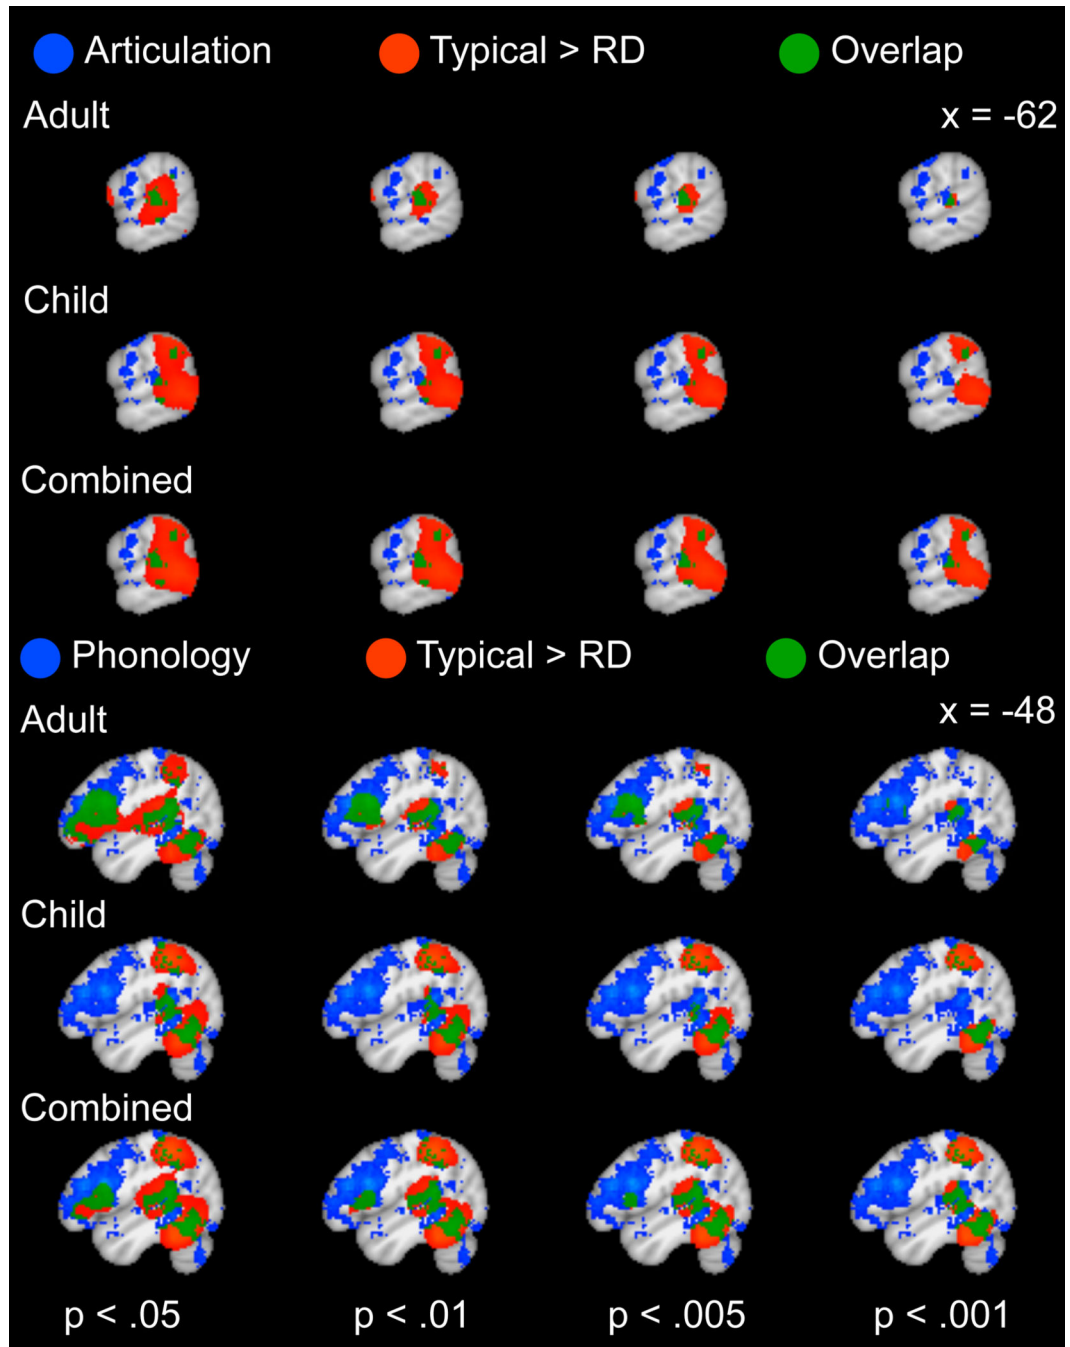 Articulation Typical > RD Overlap
Adult x = -62
Child
Combined
Phonology Typical > RD Overlap
Adult x = -48
Child
Combined
p < .05 p < .01 p < .005 p < .001